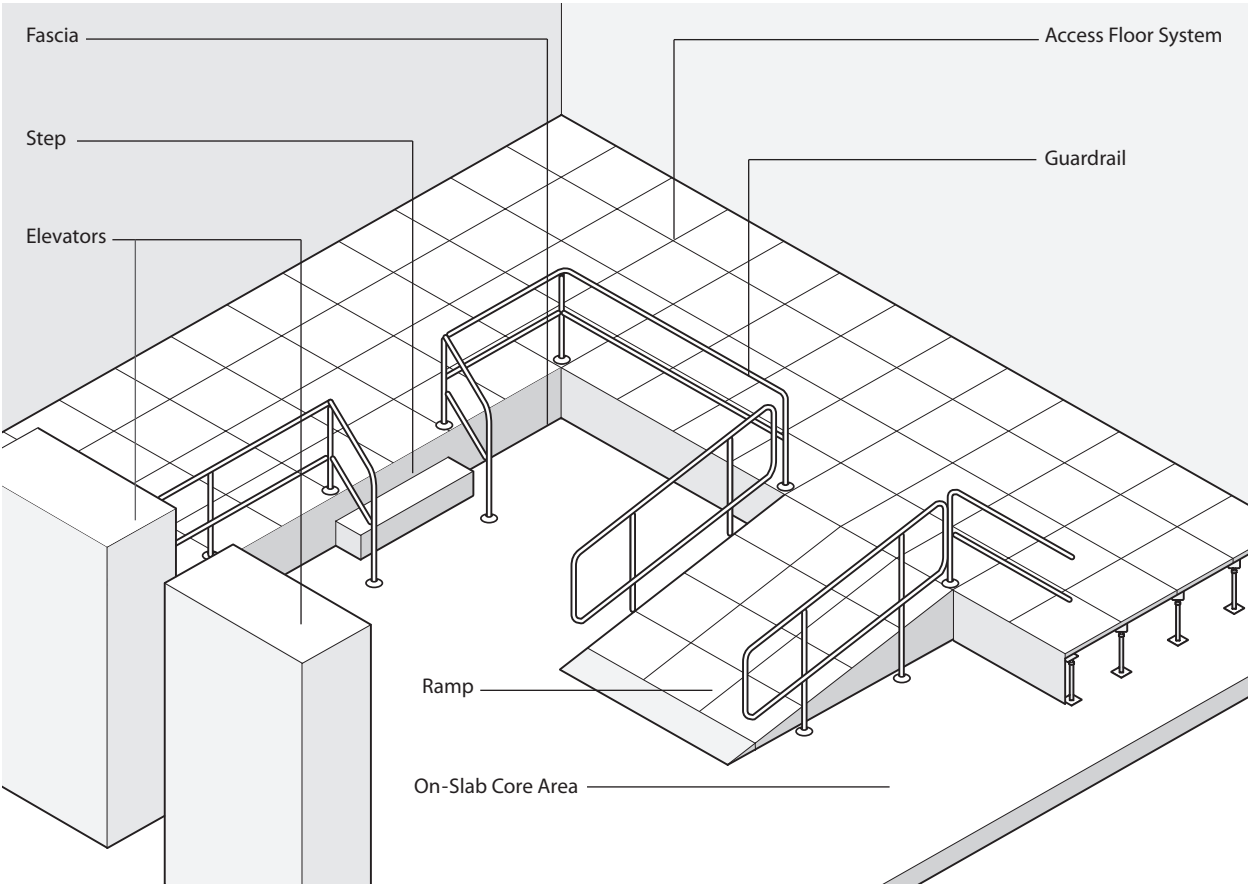 Fascia
Access Floor System
Step
Guardrail
Elevators
Ramp
On-Slab Core Area